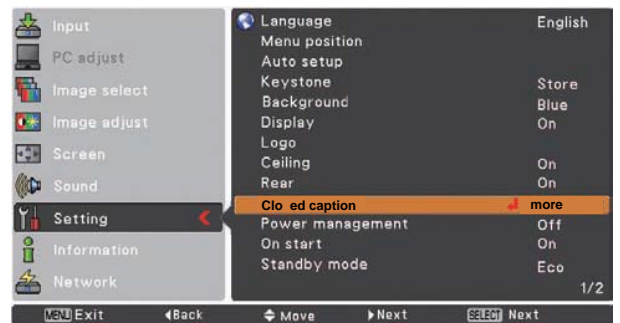 Input
PC adjust
Image select
Image adjust
Screen
Sound
Setting
Information
Network
Language English
Menu position
Auto setup
Keystone Store
Background Blue
Display On
Logo
Ceiling On
Rear On
Clo ed caption more
Power management Off
On start On
Standby mode Eco
1/2
MENU Exit Back Move Next SELECT Next